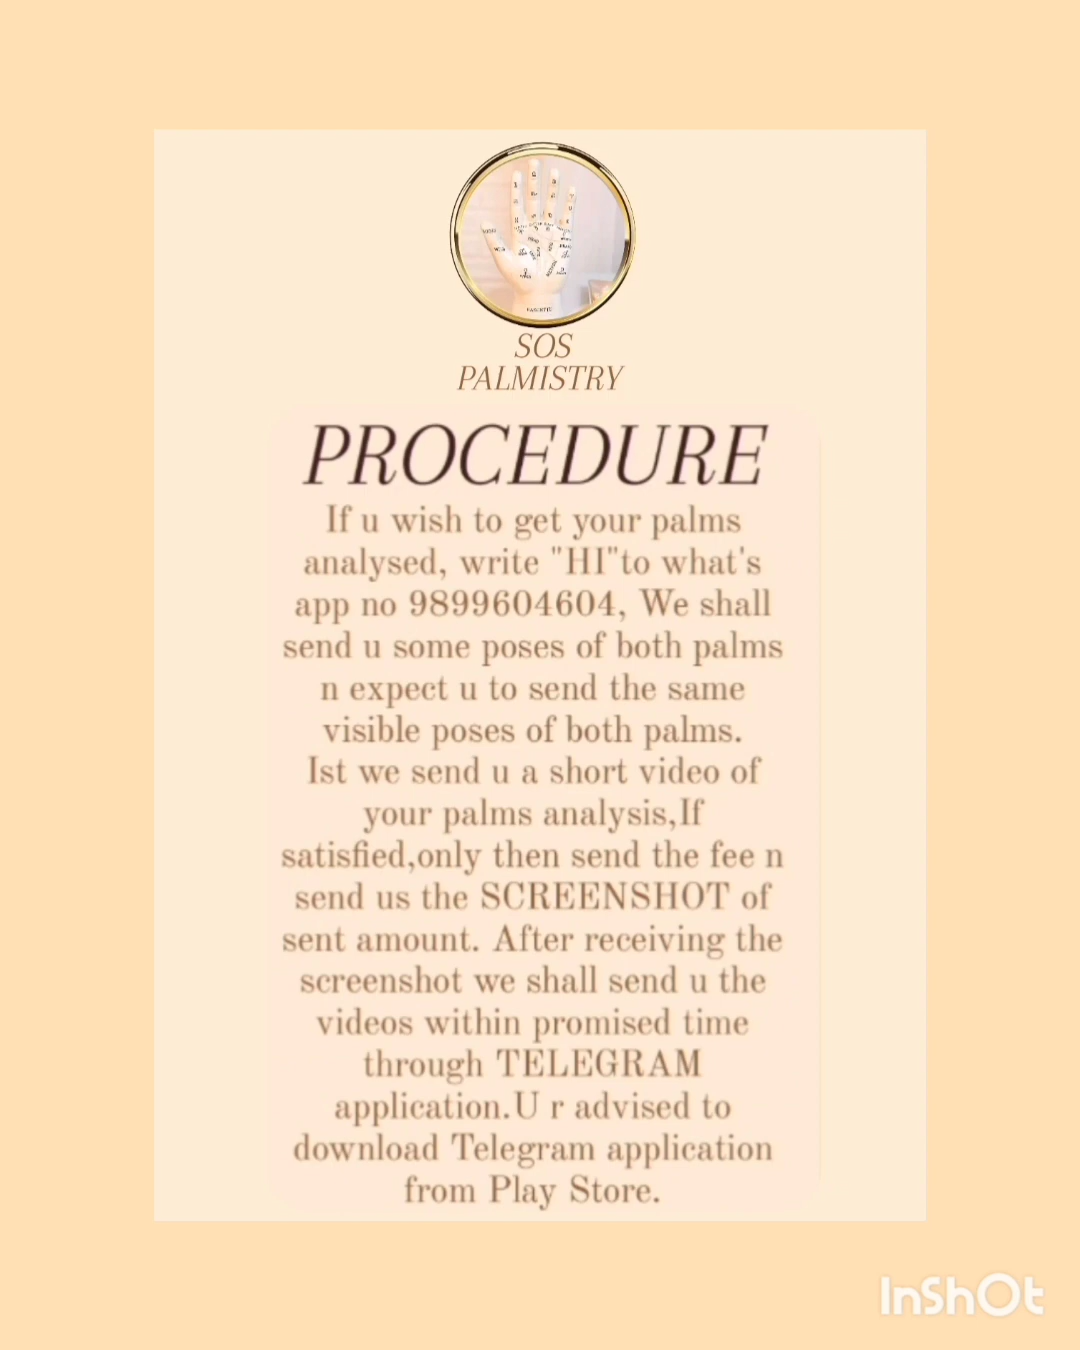 SOS
PALMISTRY
PROCEDURE
If u wish to get your palms
analysed, write "HI"to what's
app no 9899604604, We shall
send u some poses of both palms
n expect u to send the same
visible poses of both palms.
Ist we send u a short video of
your palms analysis,If
satisfied,only then send the fee n
send us the SCREENSHOT of
sent amount. After receiving the
screenshot we shall send u the
videos within promised time
through TELEGRAM
application.U r advised to
download Telegram application
from Play Store.
InShOt